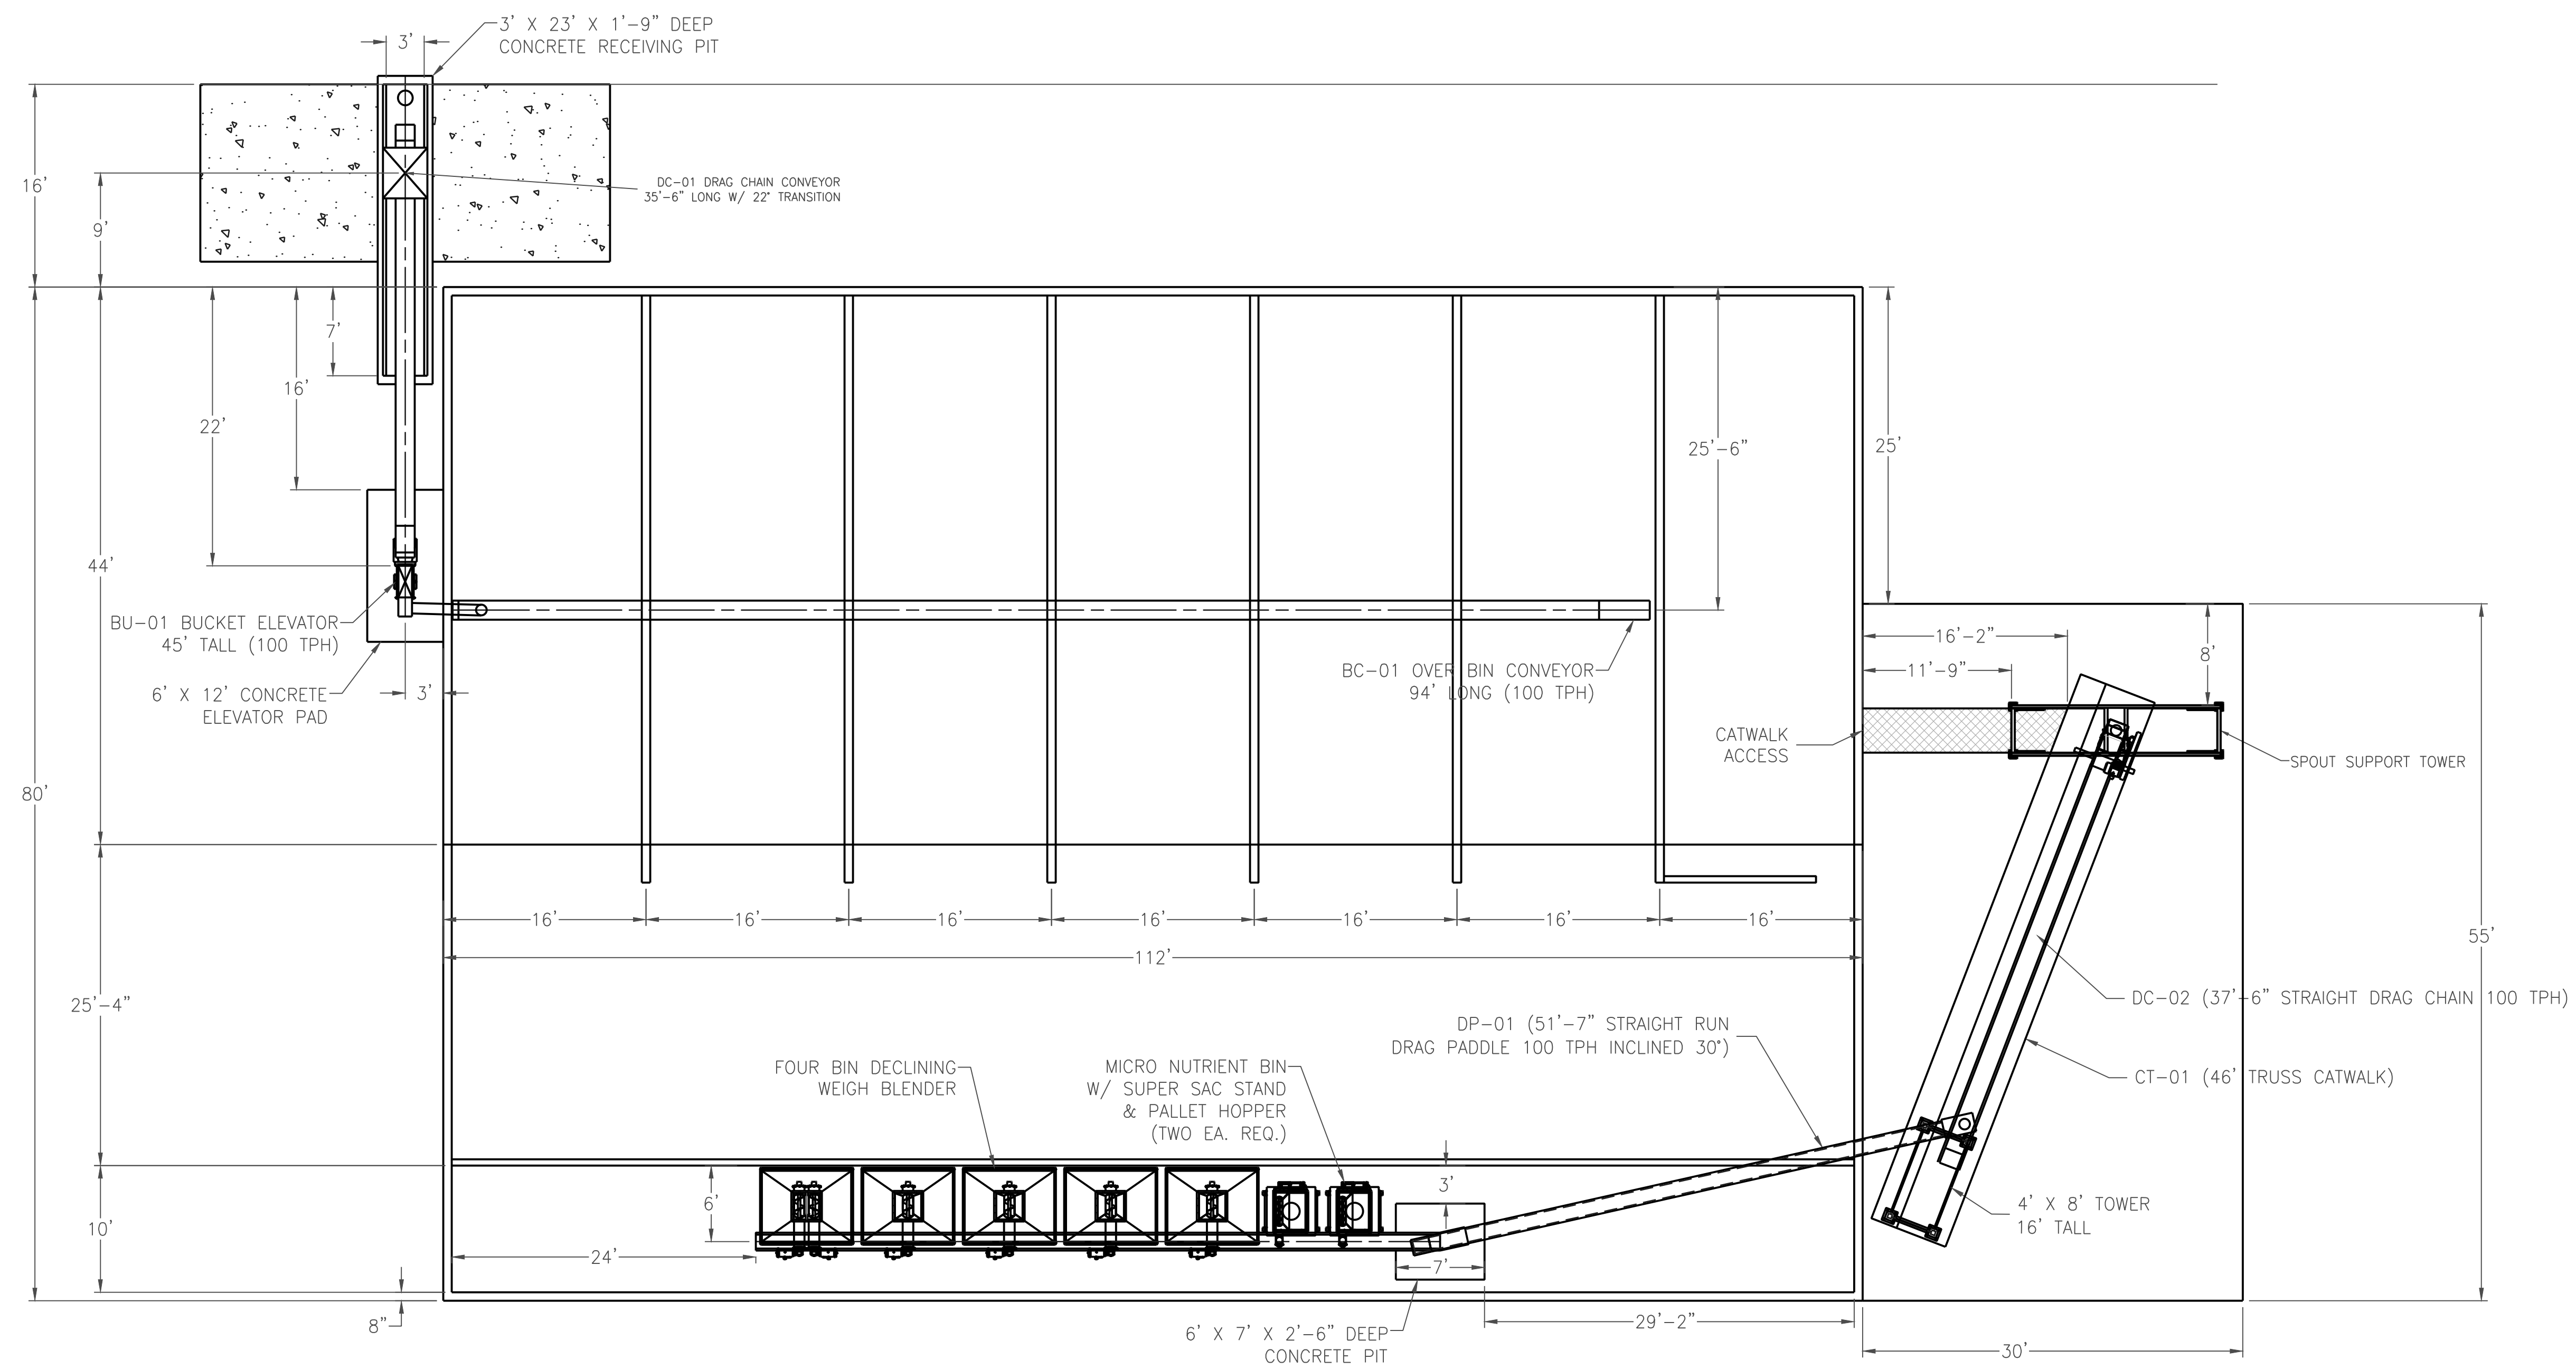 3' X 23' X 1'-9" DEEP
CONCRETE RECEIVING PIT
3'
16'
9'
DC-01 DRAG CHAIN CONVEYOR
35'-6" LONG W/ 22° TRANSITION
7'
16'
22'
25'-6"
25'
44'
80'
BU-01 BUCKET ELEVATOR
45' TALL (100 TPH)
6' X 12' CONCRETE
ELEVATOR PAD
3'
BC-01 OVER BIN CONVEYOR
94' LONG (100 TPH)
16'-2"
11'-9"
8'
CATWALK
ACCESS
SPOUT SUPPORT TOWER
16'
16'
16'
16'
16'
16'
16'
112'
55'
25'-4"
DC-02 (37'-6" STRAIGHT DRAG CHAIN 100 TPH)
DP-01 (51'-7" STRAIGHT RUN
DRAG PADDLE 100 TPH INCLINED 30°)
CT-01 (46' TRUSS CATWALK)
FOUR BIN DECLINING
WEIGH BLENDER
MICRO NUTRIENT BIN
W/ SUPER SAC STAND
& PALLET HOPPER
(TWO EA. REQ.)
3'
6'
4' X 8' TOWER
16' TALL
10'
24'
7'
8"
29'-2"
6' X 7' X 2'-6" DEEP
CONCRETE PIT
30'